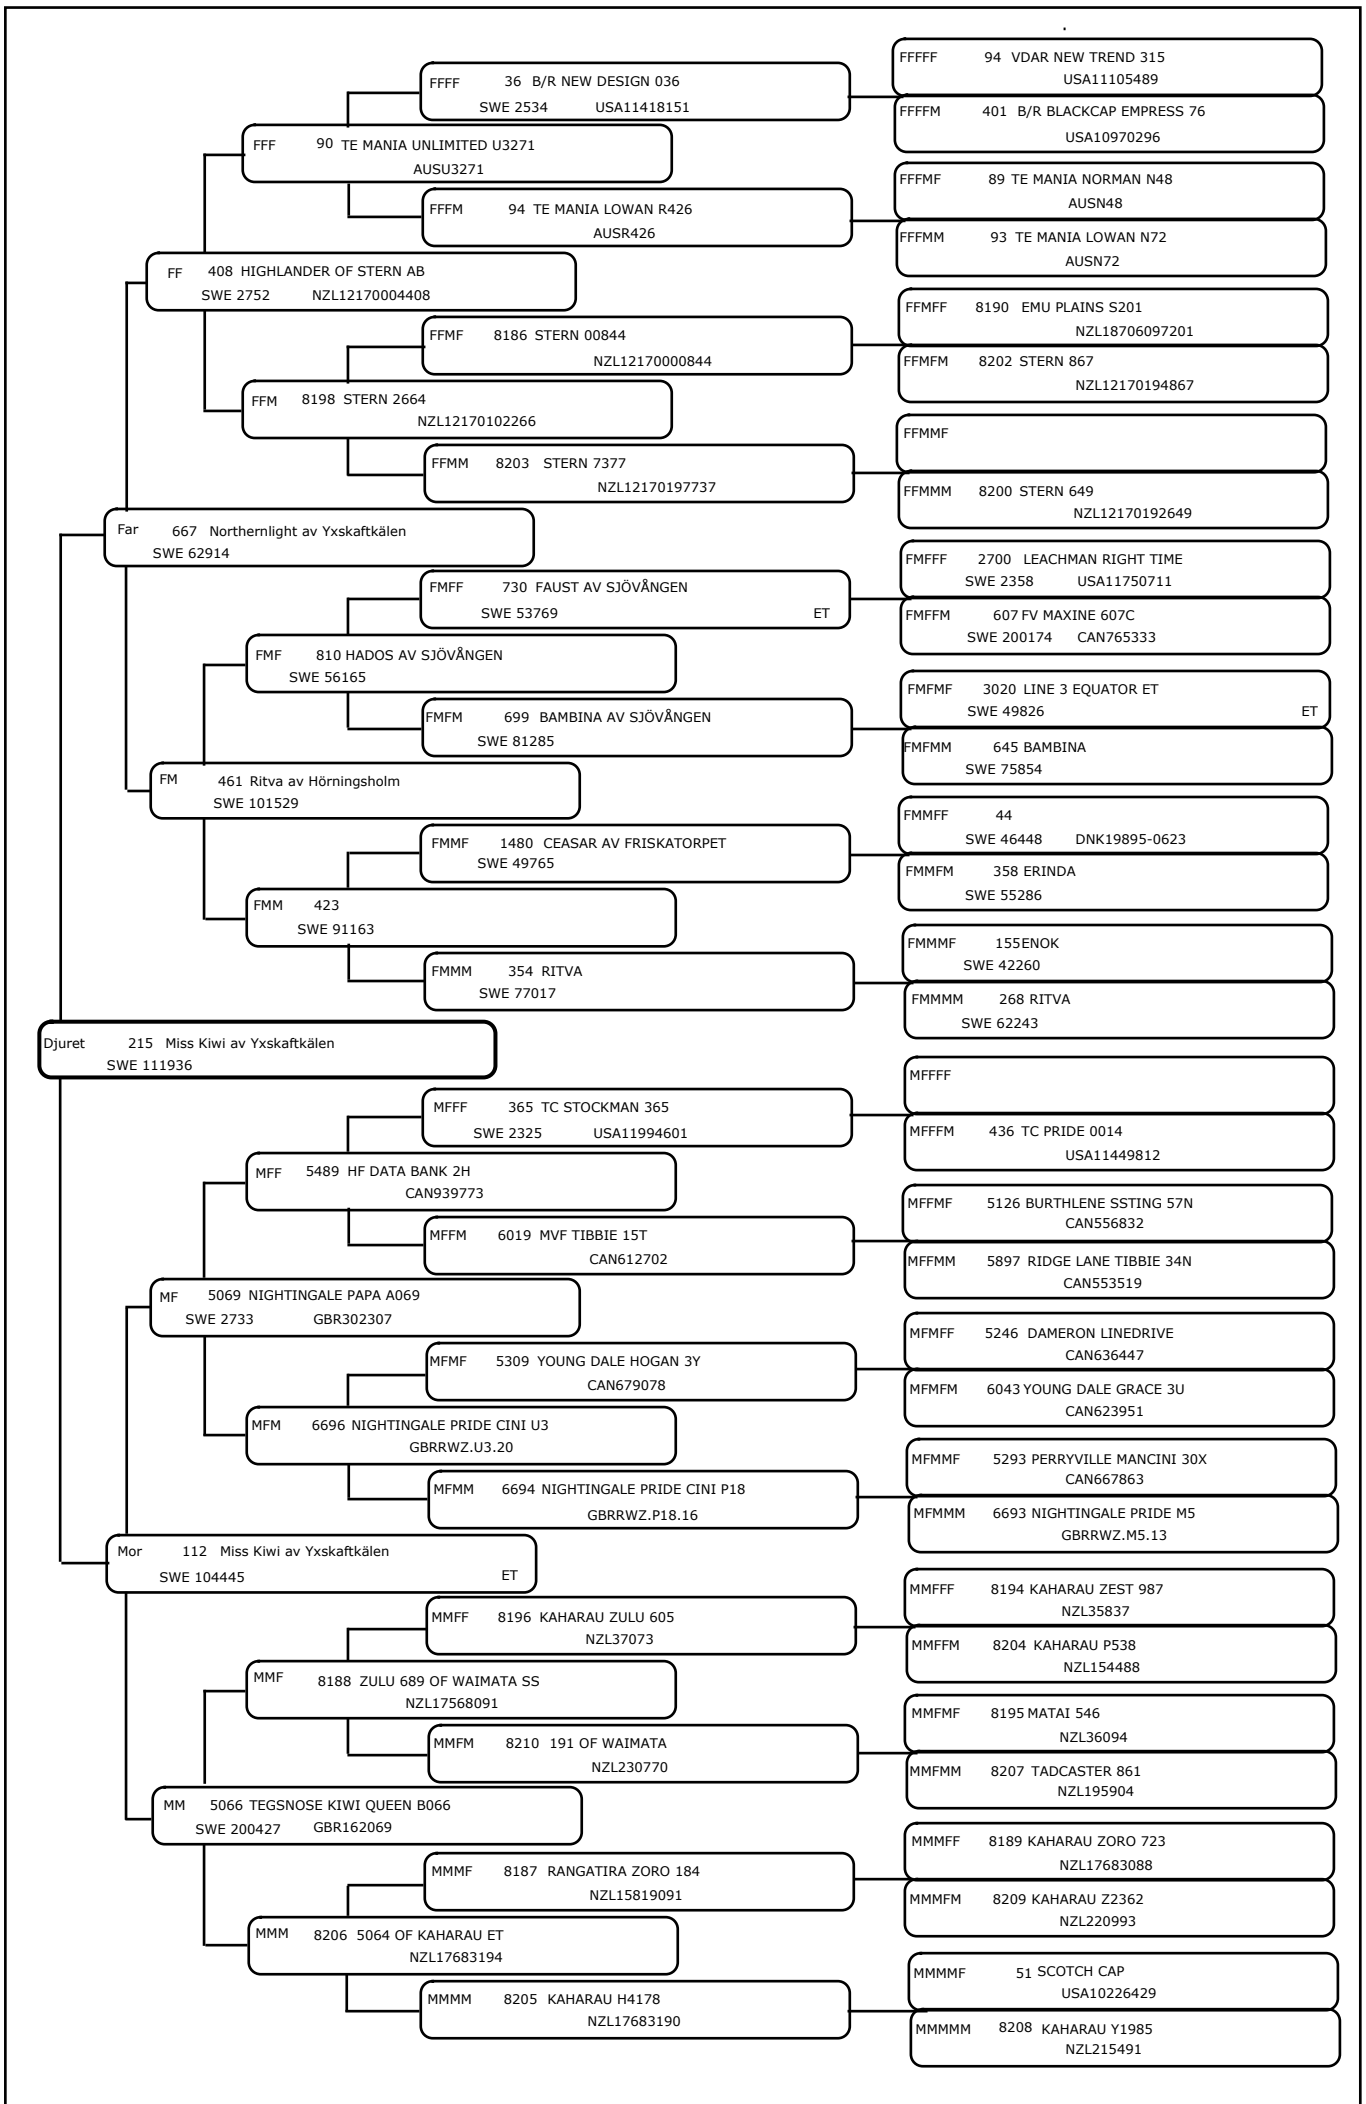 FFFFF 94 VDAR NEW TREND 315
USA11105489
FFFF 36 B/R NEW DESIGN 036
SWE 2534 USA11418151
FFFFM 401 B/R BLACKCAP EMPRESS 76
USA10970296
FFF 90 TE MANIA UNLIMITED U3271
AUSU3271
FFFMF 89 TE MANIA NORMAN N48
AUSN48
FFFM 94 TE MANIA LOWAN R426
AUSR426
FFFMM 93 TE MANIA LOWAN N72
AUSN72
FF 408 HIGHLANDER OF STERN AB
SWE 2752 NZL12170004408
FFMFF 8190 EMU PLAINS S201
NZL18706097201
FFMF 8186 STERN 00844
NZL12170000844
FFMFM 8202 STERN 867
NZL12170194867
FFM 8198 STERN 2664
NZL12170102266
FFMMF
FFMM 8203 STERN 7377
NZL12170197737
FFMMM 8200 STERN 649
NZL12170192649
Far 667 Northernlight av Yxskaftkälen
SWE 62914
FMFFF 2700 LEACHMAN RIGHT TIME
SWE 2358 USA11750711
FMFF 730 FAUST AV SJÖVÅNGEN
SWE 53769 ET
FMFFM 607 FV MAXINE 607C
SWE 200174 CAN765333
FMF 810 HADOS AV SJÖVÅNGEN
SWE 56165
FMFMF 3020 LINE 3 EQUATOR ET
SWE 49826 ET
FMFM 699 BAMBINA AV SJÖVÅNGEN
SWE 81285
FMFMM 645 BAMBINA
SWE 75854
FM 461 Ritva av Hörningsholm
SWE 101529
FMMFF 44
SWE 46448 DNK19895-0623
FMMF 1480 CEASAR AV FRISKATORPET
SWE 49765
FMMFM 358 ERINDA
SWE 55286
FMM 423
SWE 91163
FMMMF 155ENOK
SWE 42260
FMMM 354 RITVA
SWE 77017
FMMMM 268 RITVA
SWE 62243
Djuret 215 Miss Kiwi av Yxskaftkälen
SWE 111936
MFFFF
MFFF 365 TC STOCKMAN 365
SWE 2325 USA11994601
MFFFM 436 TC PRIDE 0014
USA11449812
MFF 5489 HF DATA BANK 2H
CAN939773
MFFMF 5126 BURTHLENE SSTING 57N
CAN556832
MFFM 6019 MVF TIBBIE 15T
CAN612702
MFFMM 5897 RIDGE LANE TIBBIE 34N
CAN553519
MF 5069 NIGHTINGALE PAPA A069
SWE 2733 GBR302307
MFMFF 5246 DAMERON LINEDRIVE
CAN636447
MFMF 5309 YOUNG DALE HOGAN 3Y
CAN679078
MFMFM 6043 YOUNG DALE GRACE 3U
CAN623951
MFM 6696 NIGHTINGALE PRIDE CINI U3
GBRRWZ.U3.20
MFMMF 5293 PERRYVILLE MANCINI 30X
CAN667863
MFMM 6694 NIGHTINGALE PRIDE CINI P18
GBRRWZ.P18.16
MFMMM 6693 NIGHTINGALE PRIDE M5
GBRRWZ.M5.13
Mor 112 Miss Kiwi av Yxskaftkälen
SWE 104445 ET
MMFFF 8194 KAHARAU ZEST 987
NZL35837
MMFF 8196 KAHARAU ZULU 605
NZL37073
MMFFM 8204 KAHARAU P538
NZL154488
MMF 8188 ZULU 689 OF WAIMATA SS
NZL17568091
MMFMF 8195 MATAI 546
NZL36094
MMFM 8210 191 OF WAIMATA
NZL230770
MMFMM 8207 TADCASTER 861
NZL195904
MM 5066 TEGSNOSE KIWI QUEEN B066
SWE 200427 GBR162069
MMMFF 8189 KAHARAU ZORO 723
NZL17683088
MMMF 8187 RANGATIRA ZORO 184
NZL15819091
MMMFM 8209 KAHARAU Z2362
NZL220993
MMM 8206 5064 OF KAHARAU ET
NZL17683194
MMMMF 51 SCOTCH CAP
USA10226429
MMMM 8205 KAHARAU H4178
NZL17683190
MMMMM 8208 KAHARAU Y1985
NZL215491